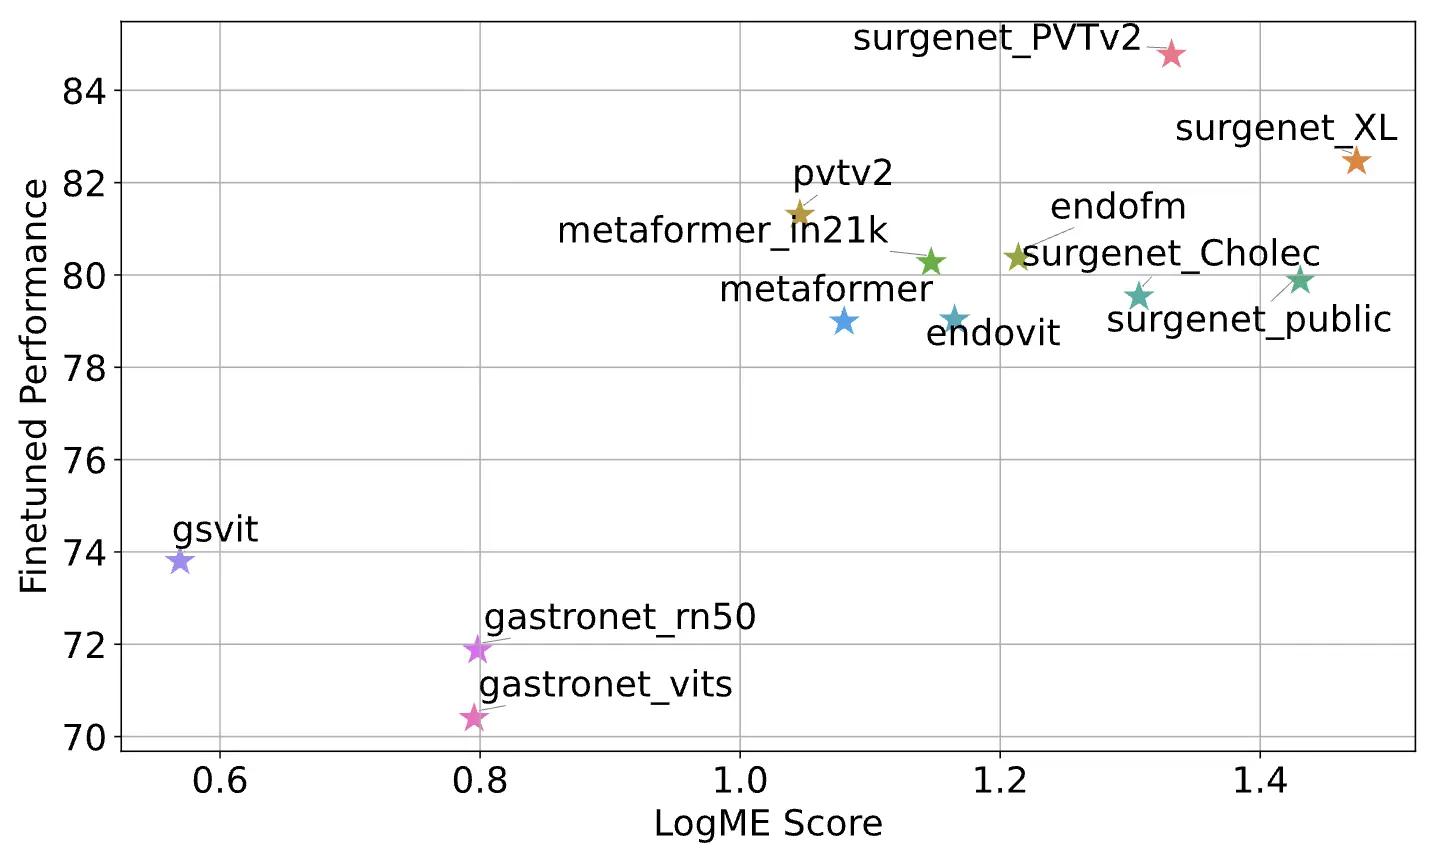 surgenet_PVTv2
84
surgenet_XL
82
pvtv2
endofm
metaformer_in21k
surgenet_Cholec
80
metaformer
surgenet_public
endovit
78
76
gsvit
74
gastronet_rn50
72
gastronet_vits
70
Finetuned Performance
0.6 0.8 1.0 1.2 1.4
LogME Score